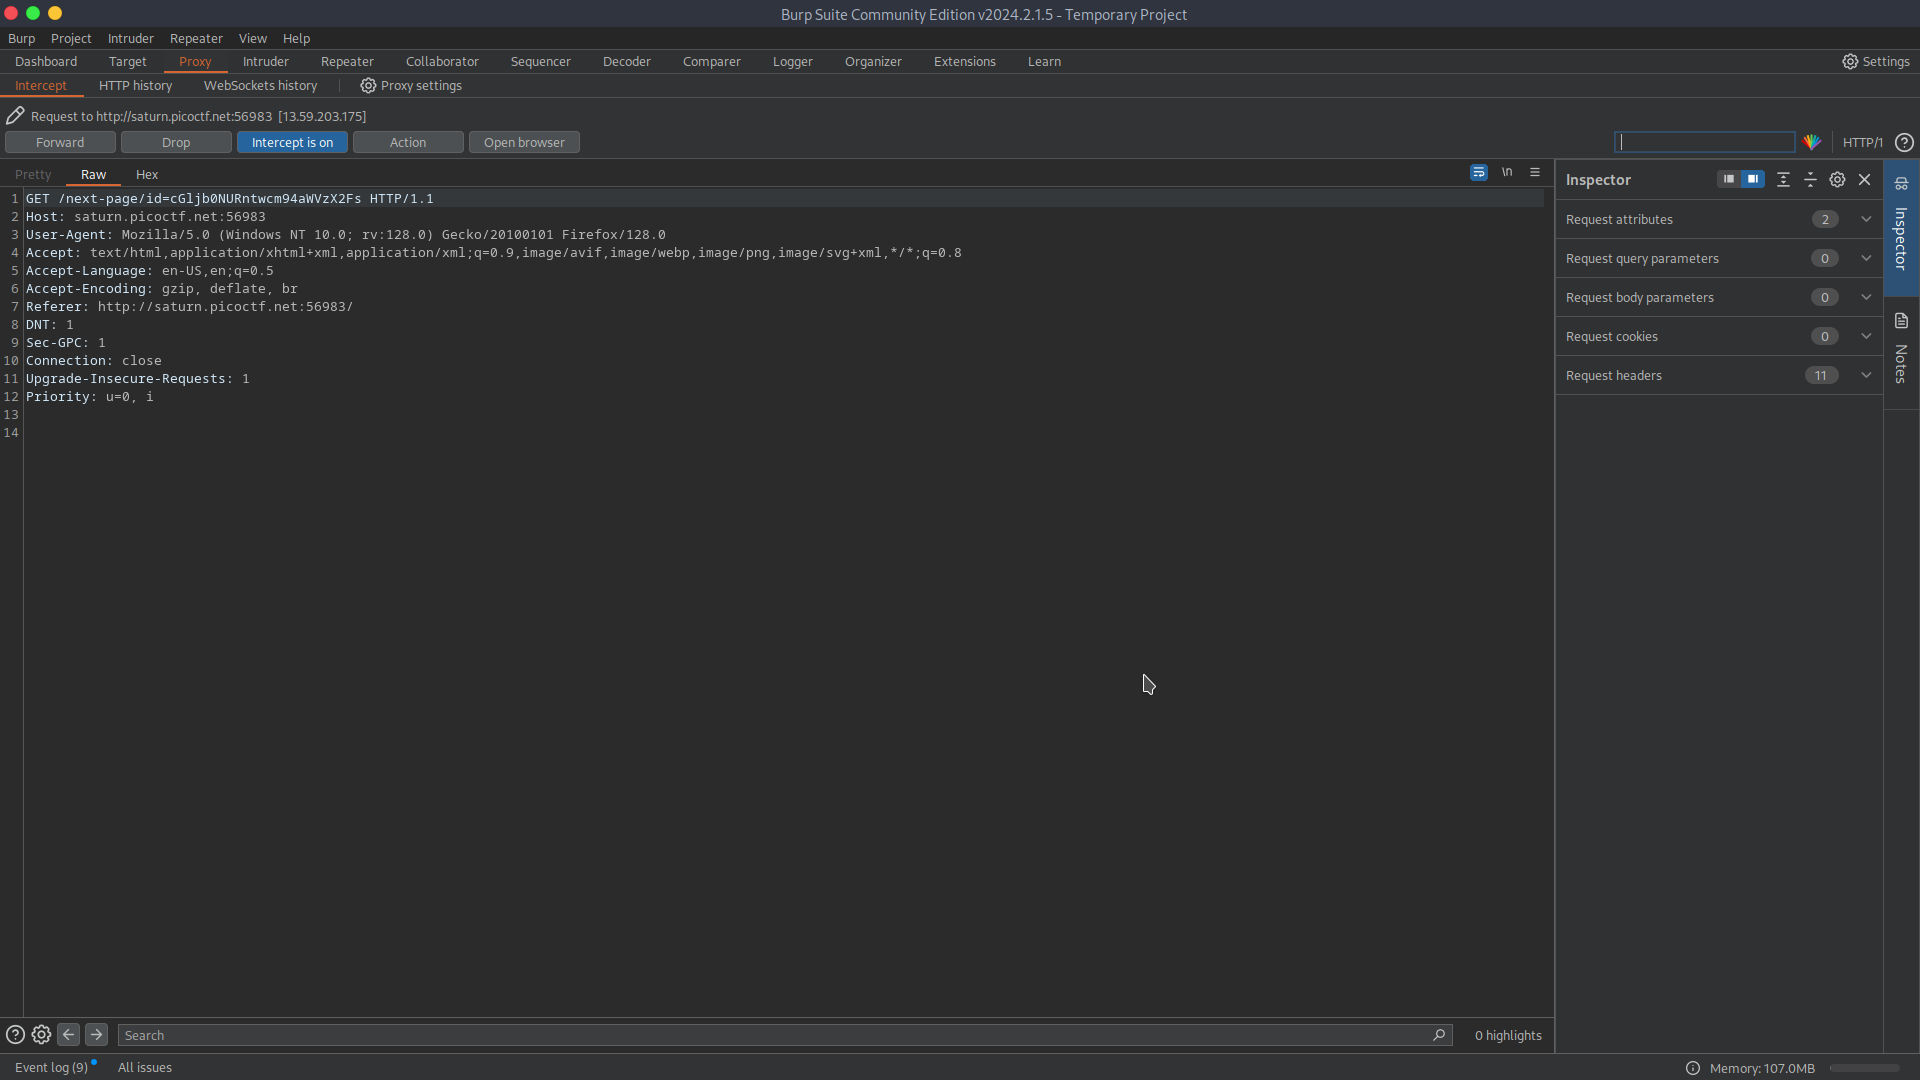 Burp Suite Community Edition v2024.2.1.5 - Temporary Project
Burp Project Intruder Repeater View Help
Dashboard Target Proxy Intruder Repeater Collaborator Sequencer Decoder Comparer Logger Organizer Extensions Learn Settings
Intercept HTTP history WebSockets history Proxy settings
Request to http://saturn.picoctf.net:56983 [13.59.203.175]
Forward Drop Intercept is on Action Open browser HTTP/1
Pretty Raw Hex \n
Inspector
1 GET /next-page/id=cGljb0NURntwcm94aWVzX2Fs HTTP/1.1
2 Host: saturn.picoctf.net:56983
3 User-Agent: Mozilla/5.0 (Windows NT 10.0; rv:128.0) Gecko/20100101 Firefox/128.0
4 Accept: text/html,application/xhtml+xml,application/xml;q=0.9,image/avif,image/webp,image/png,image/svg+xml,*/*;q=0.8
5 Accept-Language: en-US,en;q=0.5
6 Accept-Encoding: gzip, deflate, br
7 Referer: http://saturn.picoctf.net:56983/
8 DNT: 1
9 Sec-GPC: 1
10 Connection: close
11 Upgrade-Insecure-Requests: 1
12 Priority: u=0, i
13
14
Request attributes 2
Request query parameters 0
Request body parameters 0
Request cookies 0
Request headers 11
Inspector
Notes
Search 0 highlights
Event log (9) All issues Memory: 107.0MB